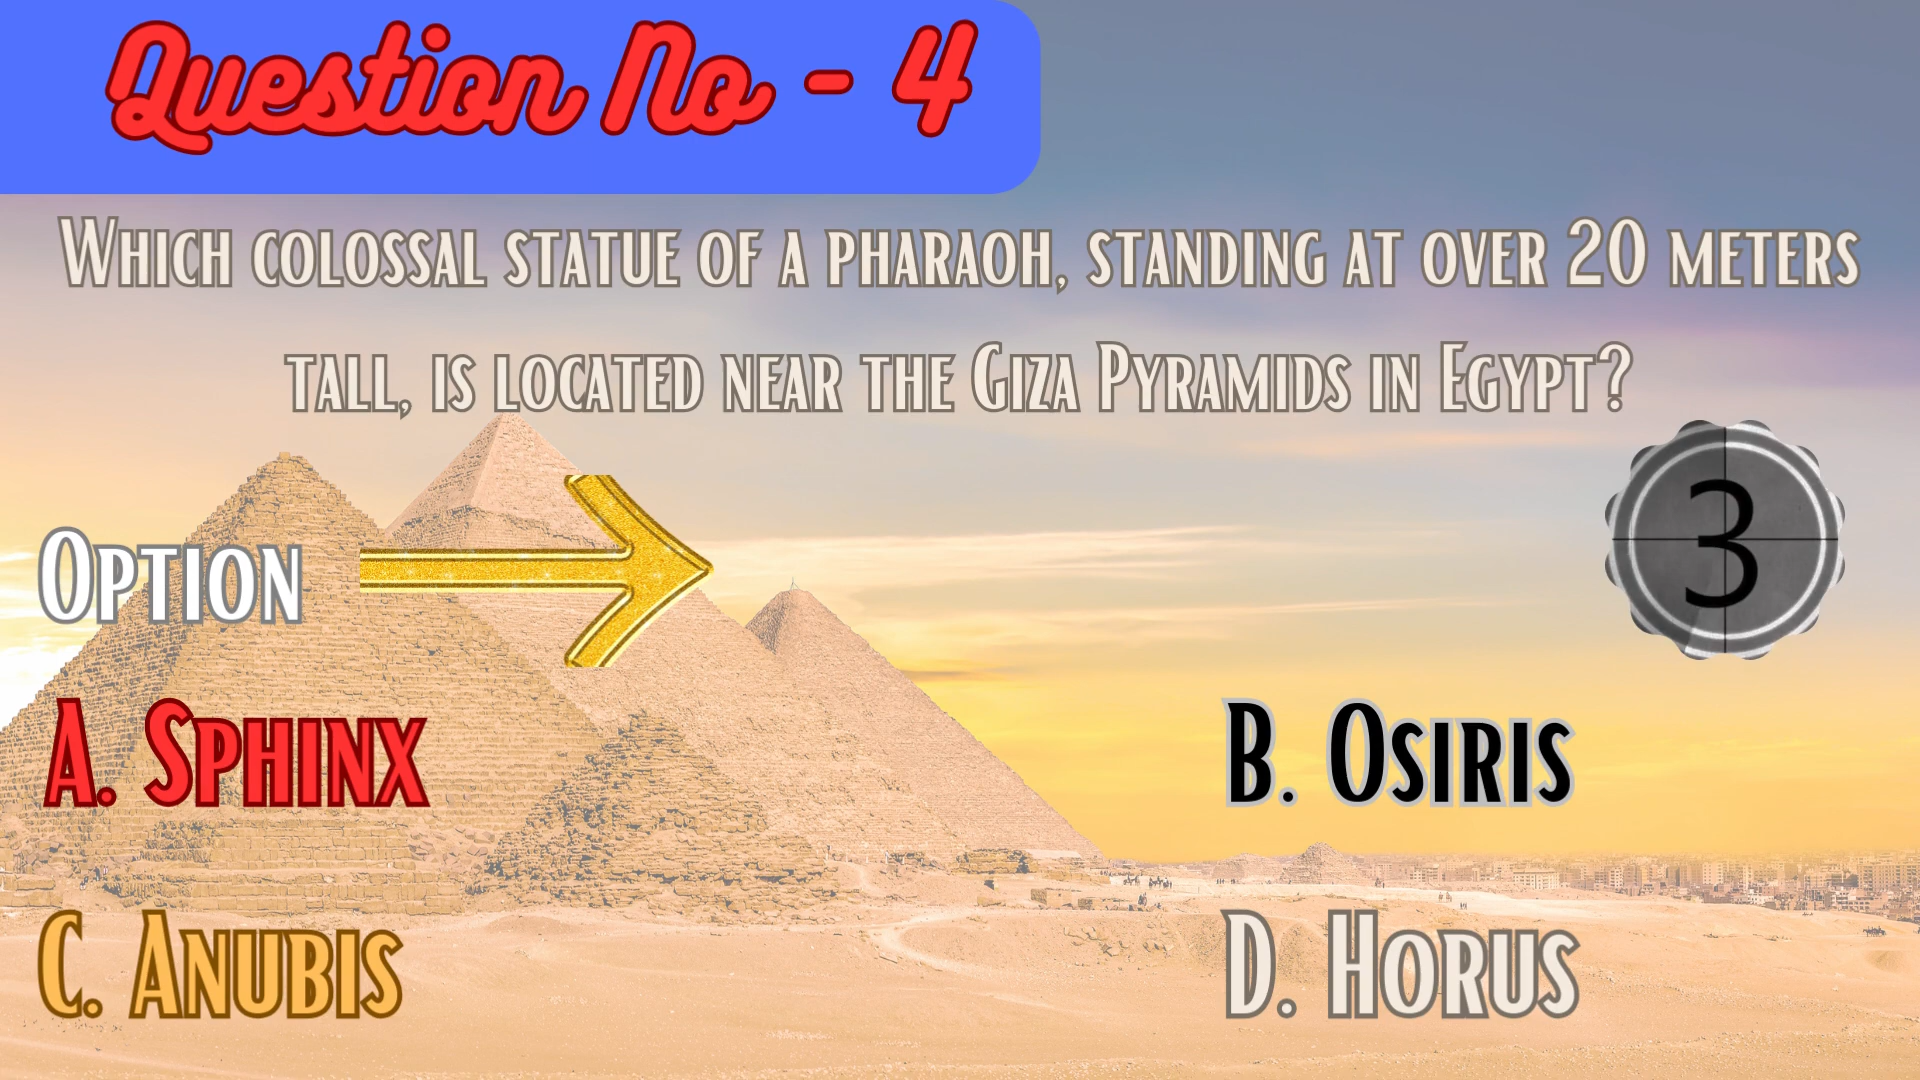 Question No - 4
Which colossal statue of a pharaoh, standing at over 20 meters
tall, is located near the Giza Pyramids in Egypt?
3
Option
A. Sphinx
B. Osiris
C. Anubis
D. Horus